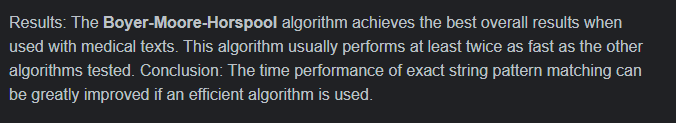 Results: The Boyer-Moore-Horspool algorithm achieves the best overall results when
used with medical texts. This algorithm usually performs at least twice as fast as the other
algorithms tested. Conclusion: The time performance of exact string pattern matching can
be greatly improved if an efficient algorithm is used.